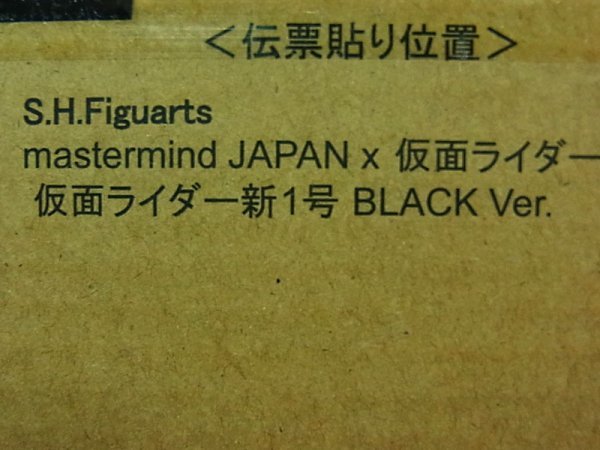 ＜伝票貼り位置＞
S.H.Figuarts
mastermind JAPAN x 仮面ライダー
仮面ライダー新1号 BLACK Ver.